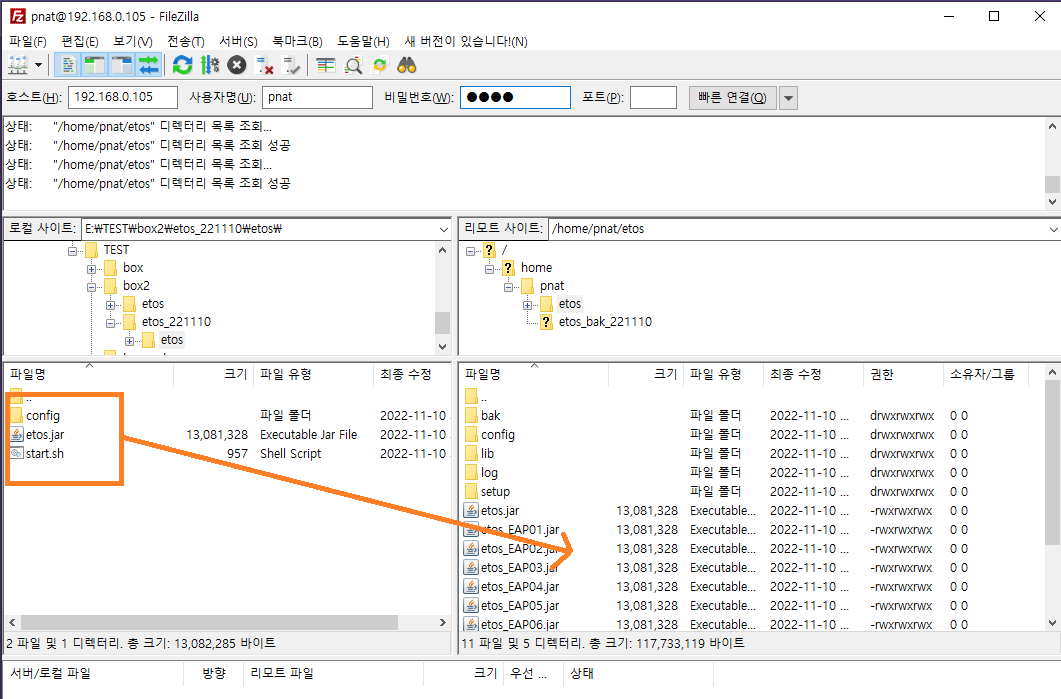 pnat@192.168.0.105 - FileZilla
파일(F) 편집(E) 보기(V) 전송(T) 서버(S) 북마크(B) 도움말(H) 새 버전이 있습니다!(N)
호스트(H): 192.168.0.105 사용자명(U): pnat 비밀번호(W): ●●●● 포트(P): 빠른 연결(Q)
상태: "/home/pnat/etos" 디렉터리 목록 조회...
상태: "/home/pnat/etos" 디렉터리 목록 조회 성공
상태: "/home/pnat/etos" 디렉터리 목록 조회...
상태: "/home/pnat/etos" 디렉터리 목록 조회 성공
로컬 사이트: E:₩TEST₩box2₩etos_221110₩etos₩
TEST
box
box2
etos
etos_221110
etos
리모트 사이트: /home/pnat/etos
/
home
pnat
etos
etos_bak_221110
파일명 크기 파일 유형 최종 수정
..
config 파일 폴더 2022-11-10
etos.jar 13,081,328 Executable Jar File 2022-11-10
start.sh 957 Shell Script 2022-11-10
2 파일 및 1 디렉터리. 총 크기: 13,082,285 바이트
파일명 크기 파일 유형 최종 수정 권한 소유자/그룹
..
bak 파일 폴더 2022-11-10 ... drwxrwxrwx 0 0
config 파일 폴더 2022-11-10 ... drwxrwxrwx 0 0
lib 파일 폴더 2022-11-10 ... drwxrwxrwx 0 0
log 파일 폴더 2022-11-10 ... drwxrwxrwx 0 0
setup 파일 폴더 2022-11-10 ... drwxrwxrwx 0 0
etos.jar 13,081,328 Executable... 2022-11-10 ... -rwxrwxrwx 0 0
etos_EAP01.jar 13,081,328 Executable... 2022-11-10 ... -rwxrwxrwx 0 0
etos_EAP02.jar 13,081,328 Executable... 2022-11-10 ... -rwxrwxrwx 0 0
etos_EAP03.jar 13,081,328 Executable... 2022-11-10 ... -rwxrwxrwx 0 0
etos_EAP04.jar 13,081,328 Executable... 2022-11-10 ... -rwxrwxrwx 0 0
etos_EAP05.jar 13,081,328 Executable... 2022-11-10 ... -rwxrwxrwx 0 0
etos_EAP06.jar 13,081,328 Executable... 2022-11-10 ... -rwxrwxrwx 0 0
11 파일 및 5 디렉터리. 총 크기: 117,733,119 바이트
서버/로컬 파일 방향 리모트 파일 크기 우선 ... 상태